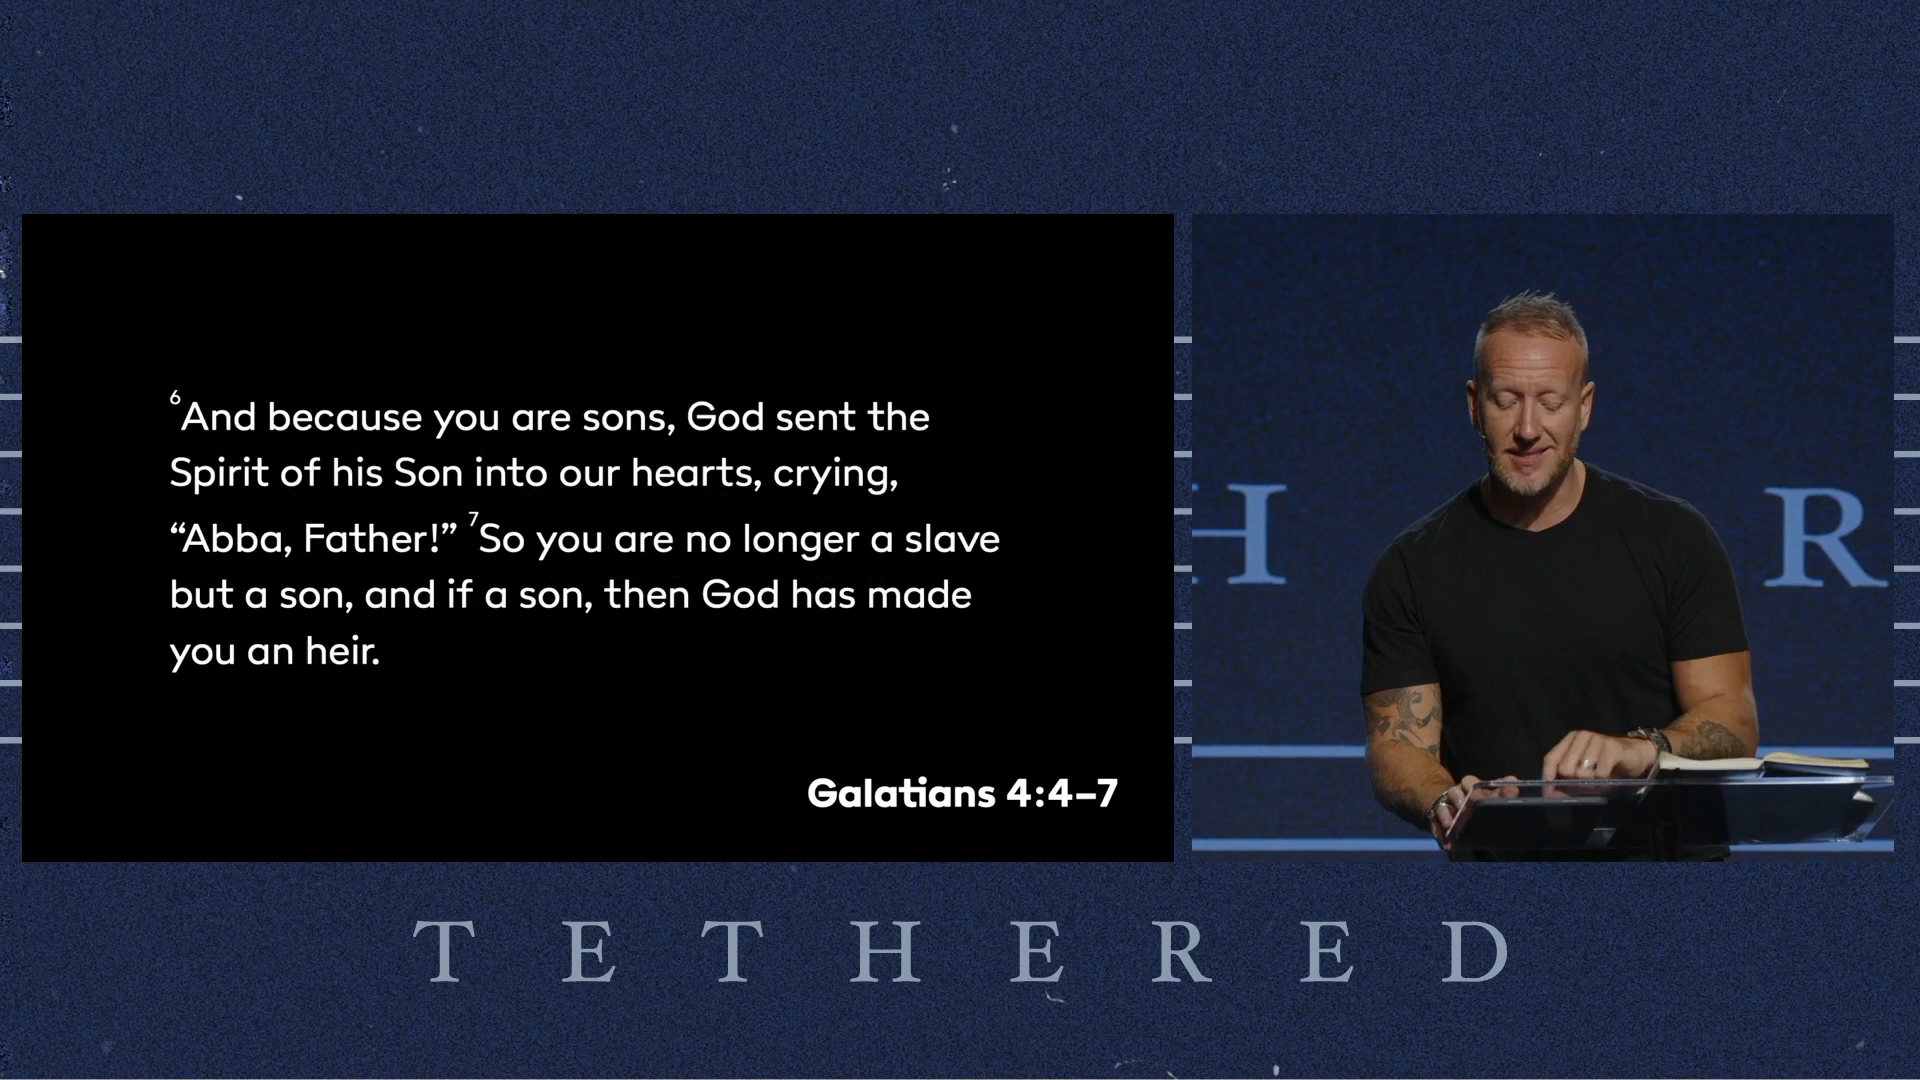 ⁶And because you are sons, God sent the
Spirit of his Son into our hearts, crying,
“Abba, Father!” ⁷So you are no longer a slave
but a son, and if a son, then God has made
you an heir.
Galatians 4:4–7
H R
TETHERED